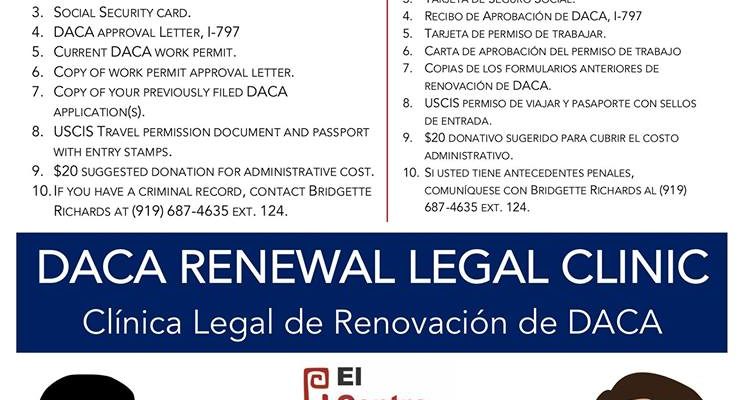 3. Social Security card.
4. DACA approval Letter, I-797
5. Current DACA work permit.
6. Copy of work permit approval letter.
7. Copy of your previously filed DACA
application(s).
8. USCIS Travel permission document and passport
with entry stamps.
9. $20 suggested donation for administrative cost.
10. If you have a criminal record, contact Bridgette
Richards at (919) 687-4635 ext. 124.
3. Tarjeta de Seguro Social.
4. Recibo de Aprobación de DACA, I-797
5. Tarjeta de permiso de trabajar.
6. Carta de aprobación del permiso de trabajo
7. Copias de los formularios anteriores de
renovación de DACA.
8. USCIS permiso de viajar y pasaporte con sellos
de entrada.
9. $20 donativo sugerido para cubrir el costo
administrativo.
10. Si usted tiene antecedentes penales,
comuníquese con Bridgette Richards al (919)
687-4635 ext. 124.
DACA RENEWAL LEGAL CLINIC
Clínica Legal de Renovación de DACA
El
Centro